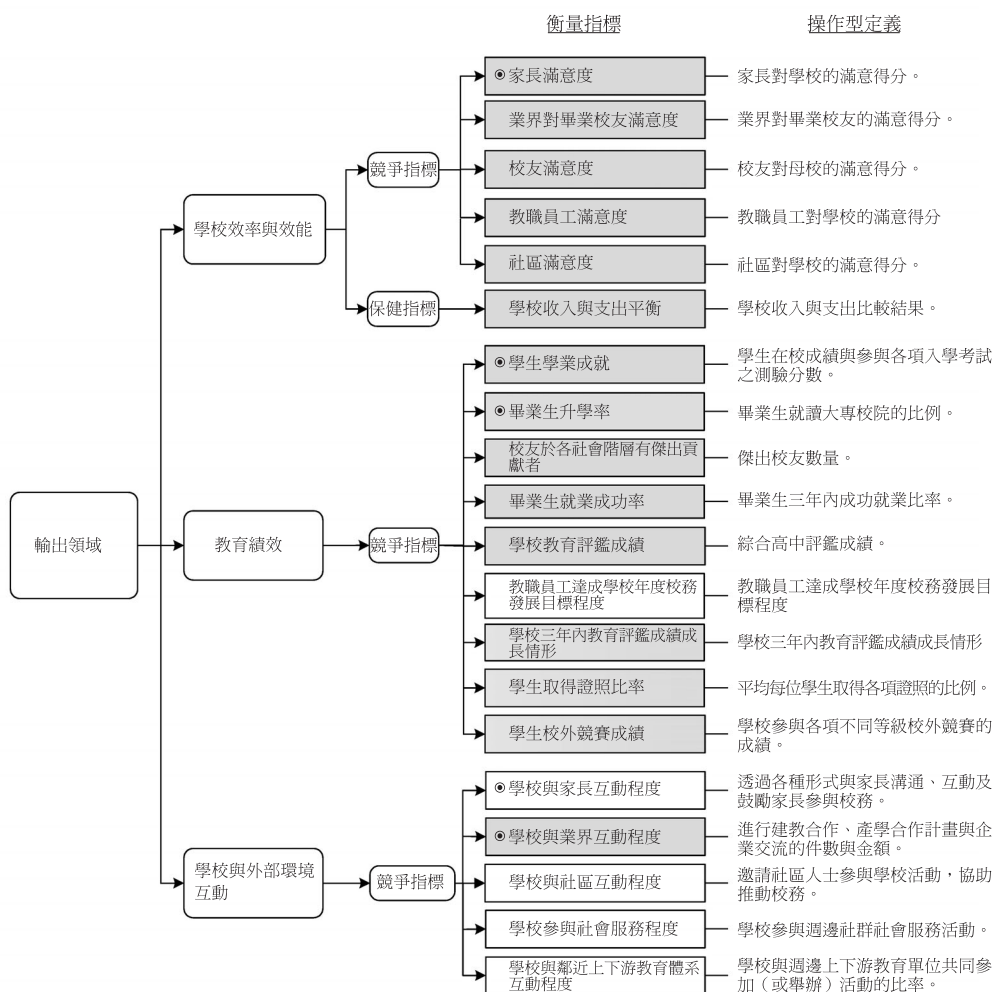 衡量指標
操作型定義
輸出領域
學校效率與效能
競爭指標
◉家長滿意度
家長對學校的滿意得分。
業界對畢業校友滿意度
業界對畢業校友的滿意得分。
校友滿意度
校友對母校的滿意得分。
教職員工滿意度
教職員工對學校的滿意得分
社區滿意度
社區對學校的滿意得分。
保健指標
學校收入與支出平衡
學校收入與支出比較結果。
教育績效
競爭指標
◉學生學業成就
學生在校成績與參與各項入學考試
之測驗分數。
◉畢業生升學率
畢業生就讀大專校院的比例。
校友於各社會階層有傑出貢
獻者
傑出校友數量。
畢業生就業成功率
畢業生三年內成功就業比率。
學校教育評鑑成績
綜合高中評鑑成績。
教職員工達成學校年度校務
發展目標程度
教職員工達成學校年度校務發展目
標程度
學校三年內教育評鑑成績成
長情形
學校三年內教育評鑑成績成長情形
學生取得證照比率
平均每位學生取得各項證照的比例。
學生校外競賽成績
學校參與各項不同等級校外競賽的
成績。
學校與外部環境
互動
競爭指標
◉學校與家長互動程度
透過各種形式與家長溝通、互動及
鼓勵家長參與校務。
◉學校與業界互動程度
進行建教合作、產學合作計畫與企
業交流的件數與金額。
學校與社區互動程度
邀請社區人士參與學校活動，協助
推動校務。
學校參與社會服務程度
學校參與週邊社群社會服務活動。
學校與鄰近上下游教育體系
互動程度
學校與週邊上下游教育單位共同參
加（或舉辦）活動的比率。